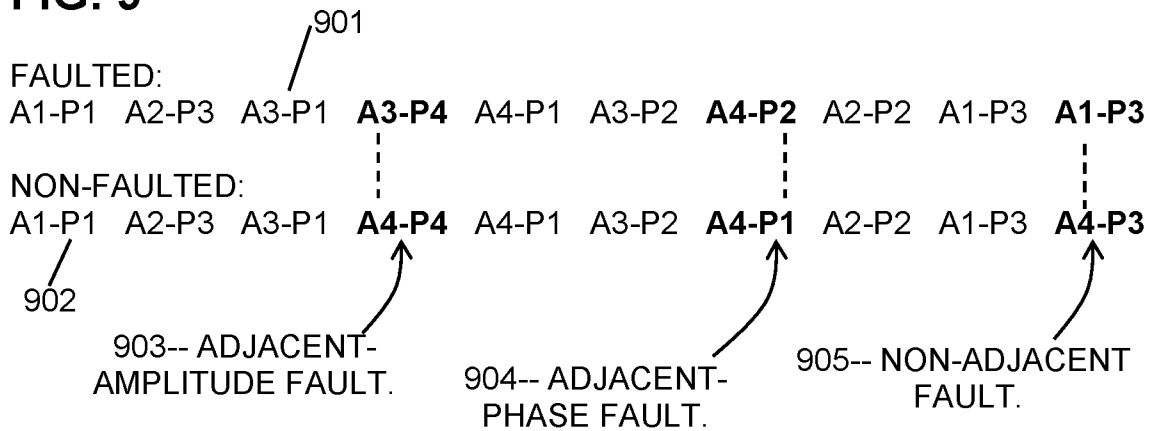 FIG. 9
901
FAULTED:
A1-P1 A2-P3 A3-P1 A3-P4 A4-P1 A3-P2 A4-P2 A2-P2 A1-P3 A1-P3
NON-FAULTED:
A1-P1 A2-P3 A3-P1 A4-P4 A4-P1 A3-P2 A4-P1 A2-P2 A1-P3 A4-P3
902
903-- ADJACENT-
AMPLITUDE FAULT.
904-- ADJACENT-
PHASE FAULT.
905-- NON-ADJACENT
FAULT.